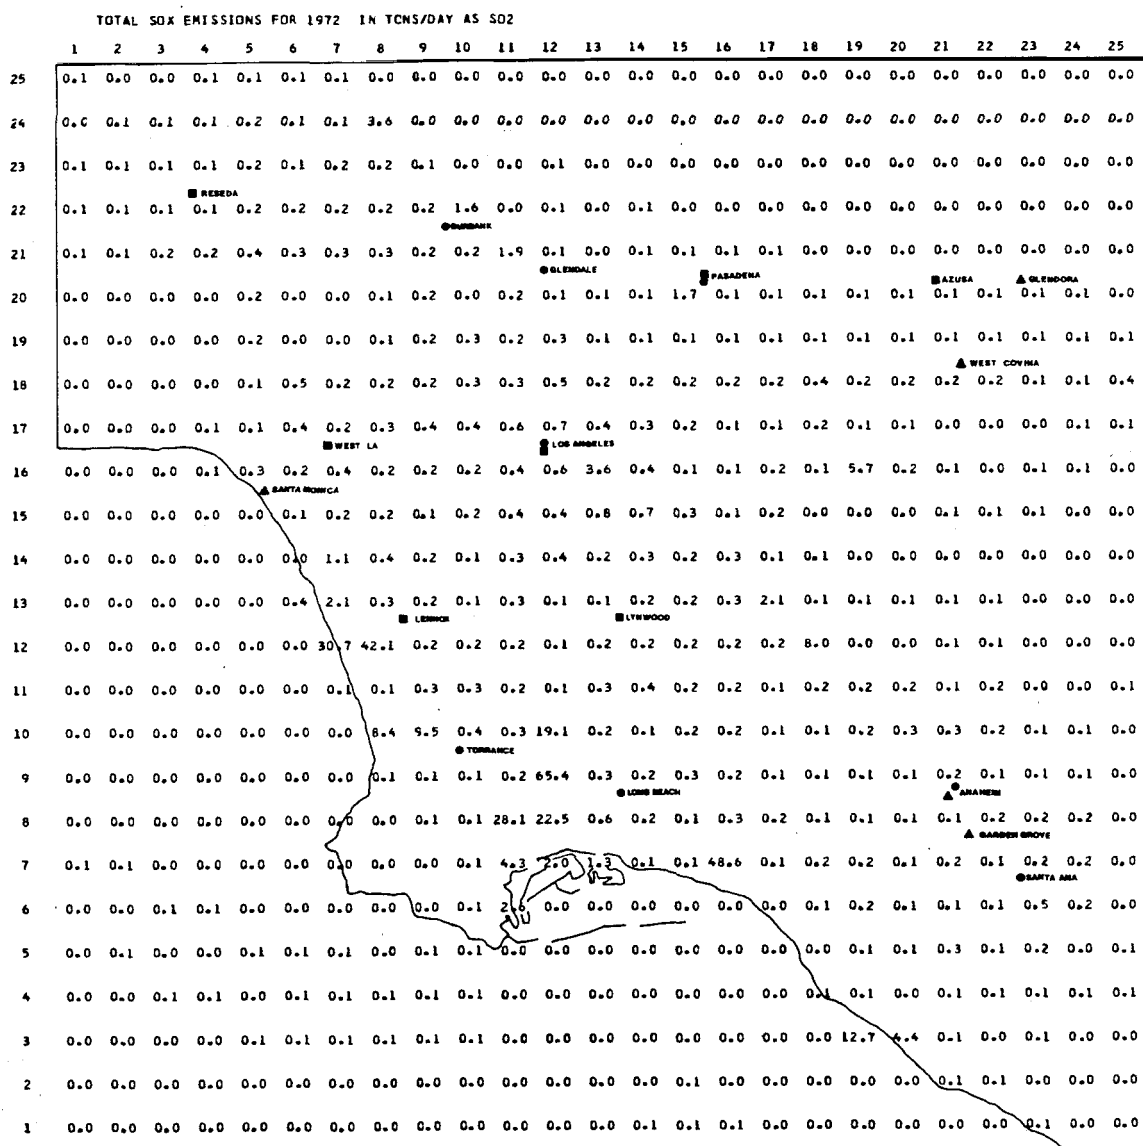 TOTAL SOX EMISSIONS FOR 1972 IN TCNS/DAY AS SO2
1 2 3 4 5 6 7 8 9 10 11 12 13 14 15 16 17 18 19 20 21 22 23 24 25
25 0.1 0.0 0.0 0.1 0.1 0.1 0.1 0.0 0.0 0.0 0.0 0.0 0.0 0.0 0.0 0.0 0.0 0.0 0.0 0.0 0.0 0.0 0.0 0.0 0.0
24 0.0 0.1 0.1 0.1 0.2 0.1 0.1 3.6 0.0 0.0 0.0 0.0 0.0 0.0 0.0 0.0 0.0 0.0 0.0 0.0 0.0 0.0 0.0 0.0 0.0
23 0.1 0.1 0.1 0.1 0.2 0.1 0.2 0.2 0.1 0.0 0.0 0.1 0.0 0.0 0.0 0.0 0.0 0.0 0.0 0.0 0.0 0.0 0.0 0.0 0.0
RESEDA
22 0.1 0.1 0.1 0.1 0.2 0.2 0.2 0.2 0.2 1.6 0.0 0.1 0.0 0.1 0.0 0.0 0.0 0.0 0.0 0.0 0.0 0.0 0.0 0.0 0.0
BURBANK
21 0.1 0.1 0.2 0.2 0.4 0.3 0.3 0.3 0.2 0.2 1.9 0.1 0.0 0.1 0.1 0.1 0.1 0.0 0.0 0.0 0.0 0.0 0.0 0.0 0.0
GLENDALE PASADENA AZUSA GLENDORA
20 0.0 0.0 0.0 0.0 0.2 0.0 0.0 0.1 0.2 0.0 0.2 0.1 0.1 0.1 1.7 0.1 0.1 0.1 0.1 0.1 0.1 0.1 0.1 0.1 0.0
19 0.0 0.0 0.0 0.0 0.2 0.0 0.0 0.1 0.2 0.3 0.2 0.3 0.1 0.1 0.1 0.1 0.1 0.1 0.1 0.1 0.1 0.1 0.1 0.1 0.1
WEST COVINA
18 0.0 0.0 0.0 0.0 0.1 0.5 0.2 0.2 0.2 0.3 0.3 0.5 0.2 0.2 0.2 0.2 0.2 0.4 0.2 0.2 0.2 0.2 0.1 0.1 0.4
17 0.0 0.0 0.0 0.1 0.1 0.4 0.2 0.3 0.4 0.4 0.6 0.7 0.4 0.3 0.2 0.1 0.1 0.2 0.1 0.1 0.0 0.0 0.0 0.1 0.1
WEST LA LOS ANGELES
16 0.0 0.0 0.0 0.1 0.3 0.2 0.4 0.2 0.2 0.2 0.4 0.6 3.6 0.4 0.1 0.1 0.2 0.1 5.7 0.2 0.1 0.0 0.1 0.1 0.0
SANTA MONICA
15 0.0 0.0 0.0 0.0 0.0 0.1 0.2 0.2 0.1 0.2 0.4 0.4 0.8 0.7 0.3 0.1 0.2 0.0 0.0 0.0 0.1 0.1 0.1 0.0 0.0
14 0.0 0.0 0.0 0.0 0.0 0.0 1.1 0.4 0.2 0.1 0.3 0.4 0.2 0.3 0.2 0.3 0.1 0.1 0.0 0.0 0.0 0.0 0.0 0.0 0.0
13 0.0 0.0 0.0 0.0 0.0 0.4 2.1 0.3 0.2 0.1 0.3 0.1 0.1 0.2 0.2 0.3 2.1 0.1 0.1 0.1 0.1 0.1 0.0 0.0 0.0
LENNOX LYNWOOD
12 0.0 0.0 0.0 0.0 0.0 0.0 30.7 42.1 0.2 0.2 0.2 0.1 0.2 0.2 0.2 0.2 0.2 8.0 0.0 0.0 0.1 0.1 0.0 0.0 0.0
11 0.0 0.0 0.0 0.0 0.0 0.0 0.1 0.1 0.3 0.3 0.2 0.1 0.3 0.4 0.2 0.2 0.1 0.2 0.2 0.2 0.1 0.2 0.0 0.0 0.1
10 0.0 0.0 0.0 0.0 0.0 0.0 0.0 8.4 9.5 0.4 0.3 19.1 0.2 0.1 0.2 0.2 0.1 0.1 0.2 0.3 0.3 0.2 0.1 0.1 0.0
TORRANCE
9 0.0 0.0 0.0 0.0 0.0 0.0 0.0 0.1 0.1 0.1 0.2 65.4 0.3 0.2 0.3 0.2 0.1 0.1 0.1 0.1 0.2 0.1 0.1 0.1 0.0
LONG BEACH ANAHEIM
8 0.0 0.0 0.0 0.0 0.0 0.0 0.0 0.0 0.1 0.1 28.1 22.5 0.6 0.2 0.1 0.3 0.2 0.1 0.1 0.1 0.1 0.2 0.2 0.2 0.0
GARDEN GROVE
7 0.1 0.1 0.0 0.0 0.0 0.0 0.0 0.0 0.0 0.1 4.3 2.0 1.3 0.1 0.1 48.6 0.1 0.2 0.2 0.1 0.2 0.1 0.2 0.2 0.0
SANTA ANA
6 0.0 0.0 0.1 0.1 0.0 0.0 0.0 0.0 0.0 0.1 2.6 0.0 0.0 0.0 0.0 0.0 0.0 0.1 0.2 0.1 0.1 0.1 0.5 0.2 0.0
5 0.0 0.1 0.0 0.0 0.1 0.1 0.1 0.0 0.1 0.1 0.0 0.0 0.0 0.0 0.0 0.0 0.0 0.0 0.1 0.1 0.3 0.1 0.2 0.0 0.1
4 0.0 0.0 0.1 0.1 0.0 0.1 0.1 0.1 0.1 0.1 0.0 0.0 0.0 0.0 0.0 0.0 0.0 0.1 0.1 0.0 0.1 0.1 0.1 0.1 0.1
3 0.0 0.0 0.0 0.0 0.1 0.1 0.1 0.1 0.1 0.1 0.0 0.0 0.0 0.0 0.0 0.0 0.0 0.0 12.7 4.4 0.1 0.0 0.1 0.0 0.0
2 0.0 0.0 0.0 0.0 0.0 0.0 0.0 0.0 0.0 0.0 0.0 0.0 0.0 0.0 0.1 0.0 0.0 0.0 0.0 0.0 0.1 0.1 0.0 0.0 0.0
1 0.0 0.0 0.0 0.0 0.0 0.0 0.0 0.0 0.0 0.0 0.0 0.0 0.0 0.1 0.1 0.1 0.0 0.0 0.0 0.0 0.0 0.0 0.1 0.0 0.0